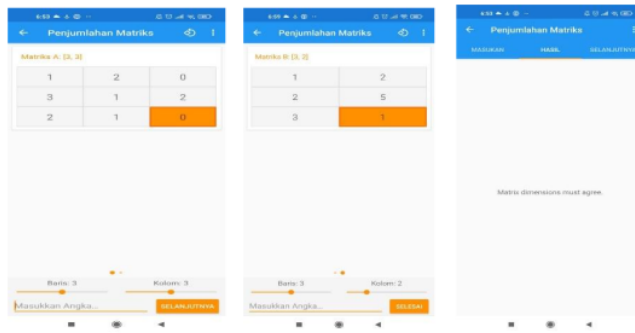 Penjumlahan Matriks
Matriks A: [3, 3]
1 2 0
3 1 2
2 1 0
Baris: 3 Kolom: 3
Masukkan Angka...
SELANJUTNYA
Penjumlahan Matriks
Matriks B: [3, 2]
1 2
2 5
3 1
Baris: 3 Kolom: 2
Masukkan Angka...
SELESAI
Penjumlahan Matriks
MASUKAN HASIL SELANJUTNYA
Matrix dimensions must agree.